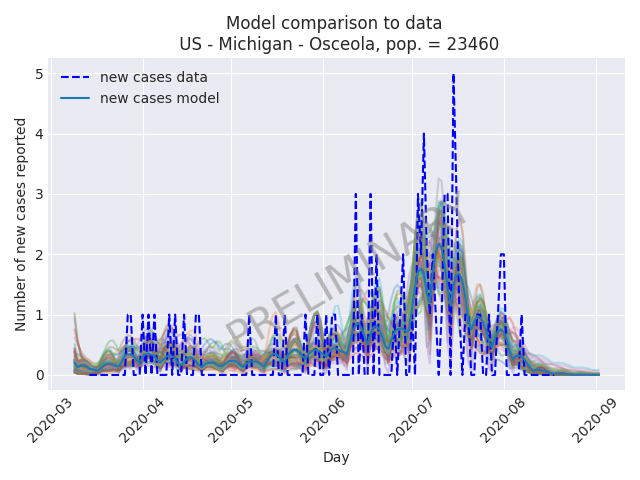 Model comparison to data
US - Michigan - Osceola, pop. = 23460
new cases data
new cases model
Number of new cases reported
5
4
3
2
1
0
PRELIMINARY
2020-03
2020-04
2020-05
2020-06
2020-07
2020-08
2020-09
Day